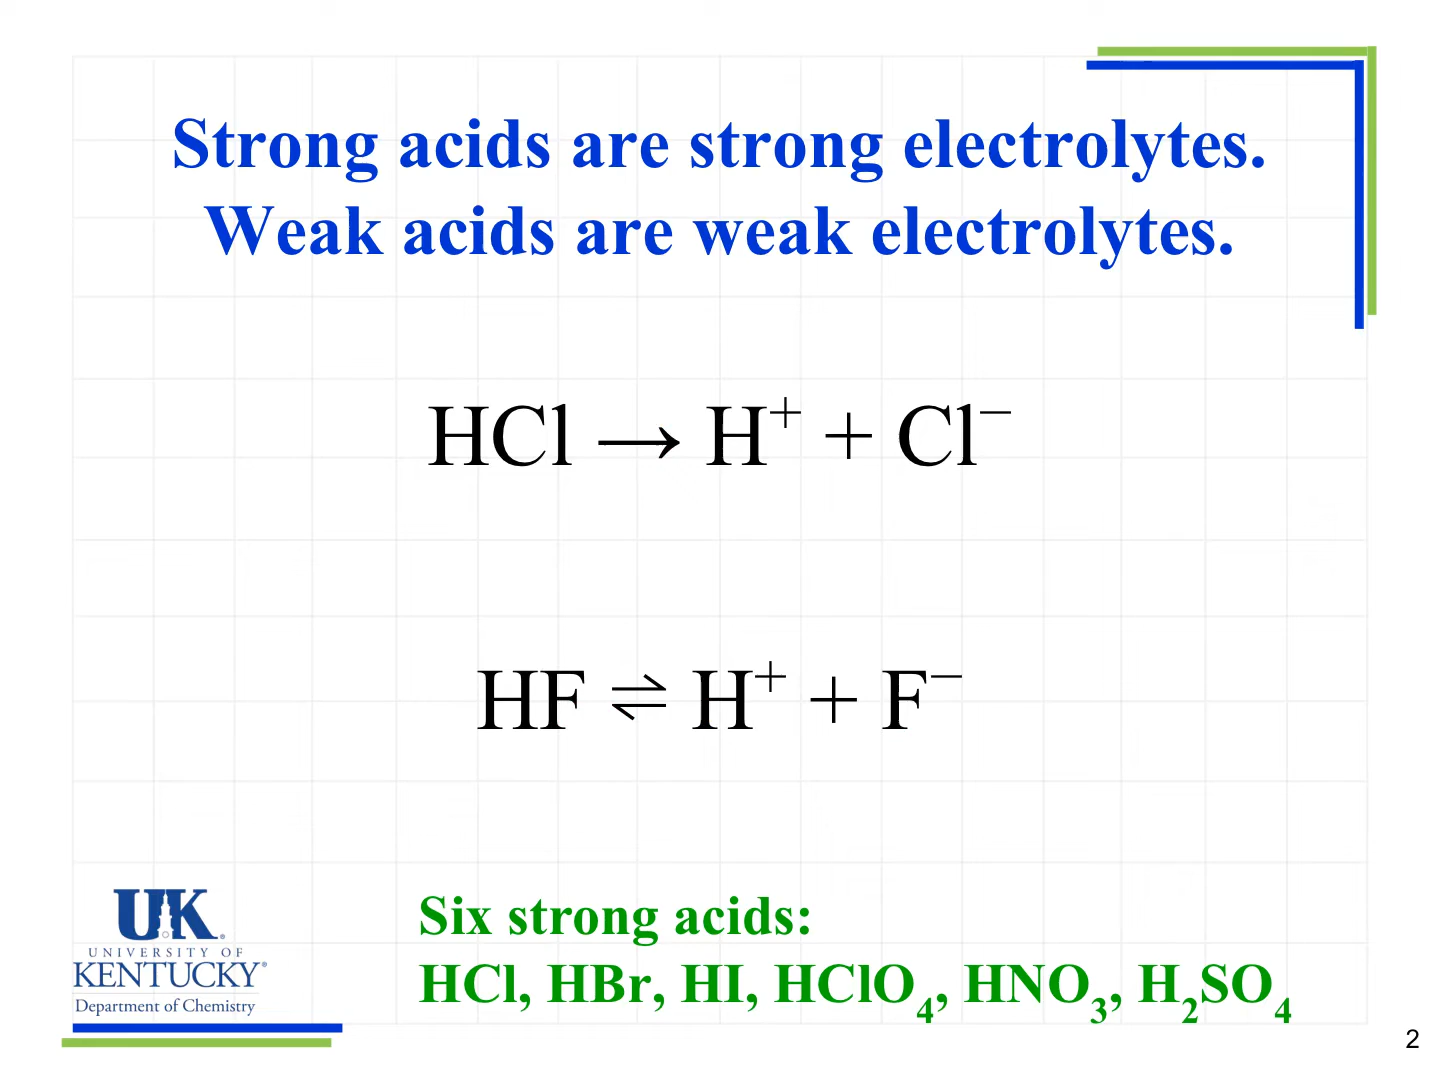 Strong acids are strong electrolytes.
Weak acids are weak electrolytes.
HCl → H⁺ + Cl⁻
HF ⇌ H⁺ + F⁻
Six strong acids:
HCl, HBr, HI, HClO₄, HNO₃, H₂SO₄
UK®
UNIVERSITY OF
KENTUCKY®
Department of Chemistry
2